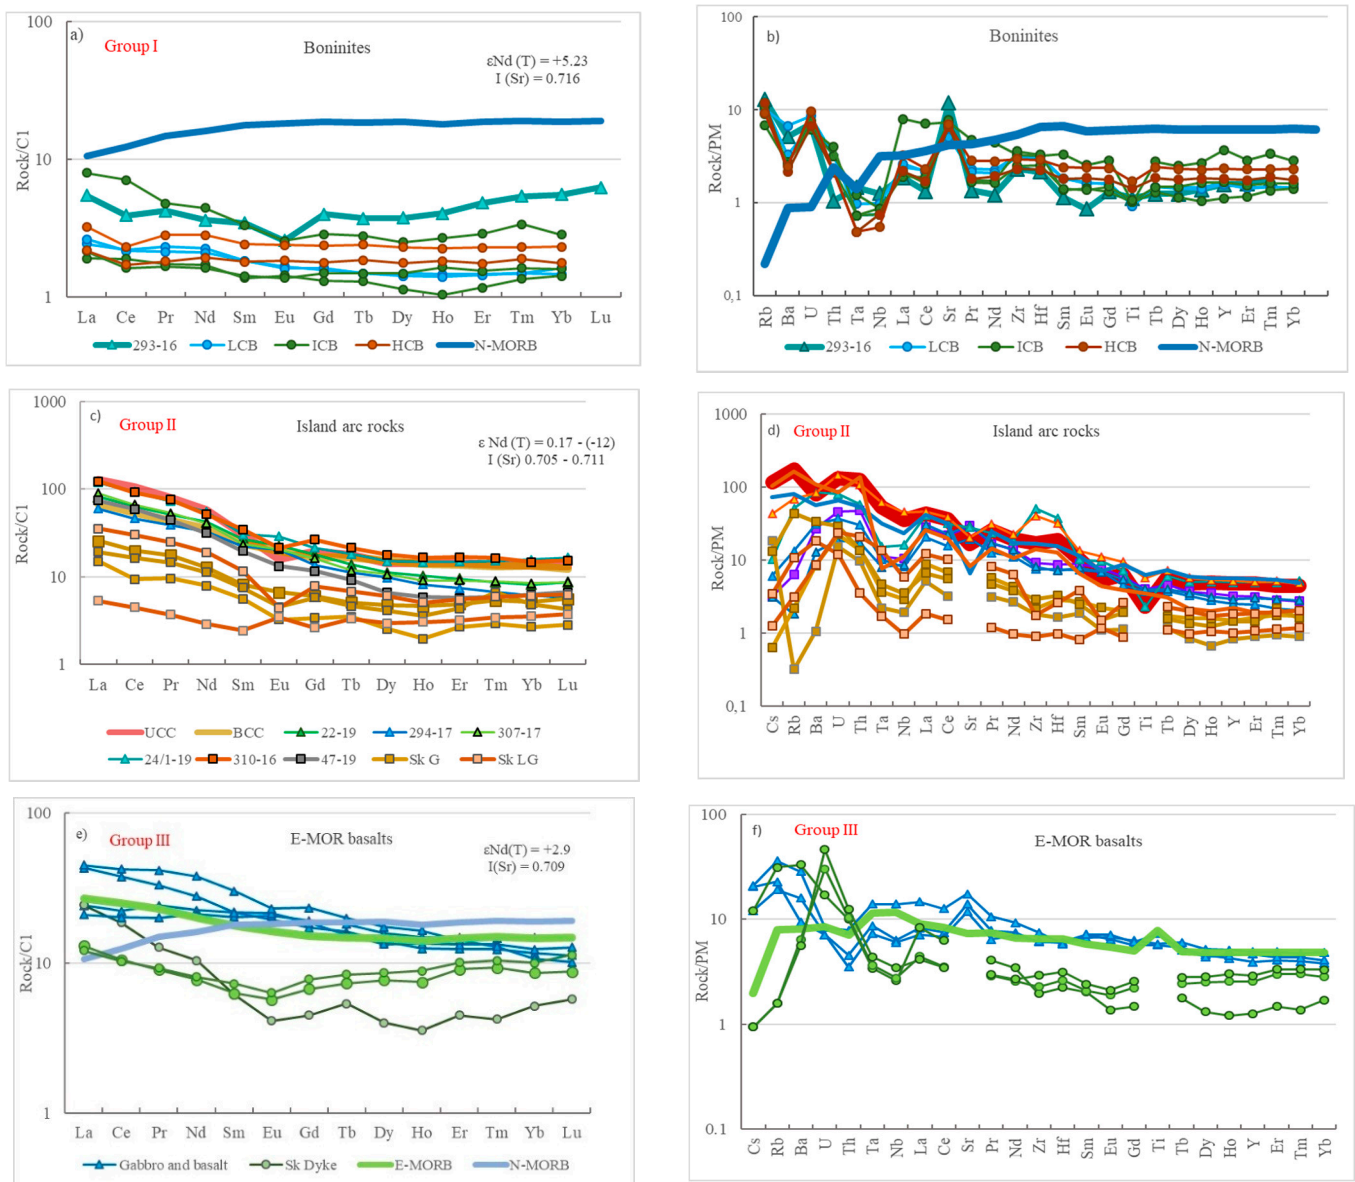 a)
Group I
Boninites
εNd (T) = +5.23
I (Sr) = 0.716
Rock/C1
100
10
1
La Ce Pr Nd Sm Eu Gd Tb Dy Ho Er Tm Yb Lu
293-16 LCB ICB HCB N-MORB
b)
Boninites
Rock/PM
100
10
1
0,1
Rb Ba U Th Ta Nb La Ce Sr Pr Nd Zr Hf Sm Eu Gd Ti Tb Dy Ho Y Er Tm Yb
293-16 LCB ICB HCB N-MORB
c)
Group II
Island arc rocks
ε Nd (T) = 0.17 - (-12)
I (Sr) 0.705 - 0.711
Rock/C1
1000
100
10
1
La Ce Pr Nd Sm Eu Gd Tb Dy Ho Er Tm Yb Lu
UCC BCC 22-19 294-17 307-17
24/1-19 310-16 47-19 Sk G Sk LG
d)
Group II
Island arc rocks
Rock/PM
1000
100
10
1
0,1
Cs Rb Ba U Th Ta Nb La Ce Sr Pr Nd Zr Hf Sm Eu Gd Ti Tb Dy Ho Y Er Tm Yb
e)
Group III
E-MOR basalts
εNd(T) = +2.9
I(Sr) = 0.709
Rock/C1
100
10
1
La Ce Pr Nd Sm Eu Gd Tb Dy Ho Er Tm Yb Lu
Gabbro and basalt Sk Dyke E-MORB N-MORB
f)
Group III
E-MOR basalts
Rock/PM
100
10
1
0.1
Cs Rb Ba U Th Ta Nb La Ce Sr Pr Nd Zr Hf Sm Eu Gd Ti Tb Dy Ho Y Er Tm Yb